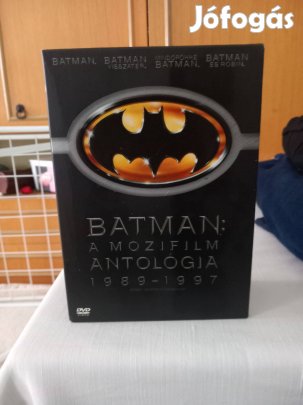 Jófogás
BATMAN. BATMAN VISSZATÉR. MINDÖRÖKKÉ BATMAN. BATMAN ÉS ROBIN.
BATMAN:
A MOZIFILM
ANTOLÓGIA
1989-1997
DVD